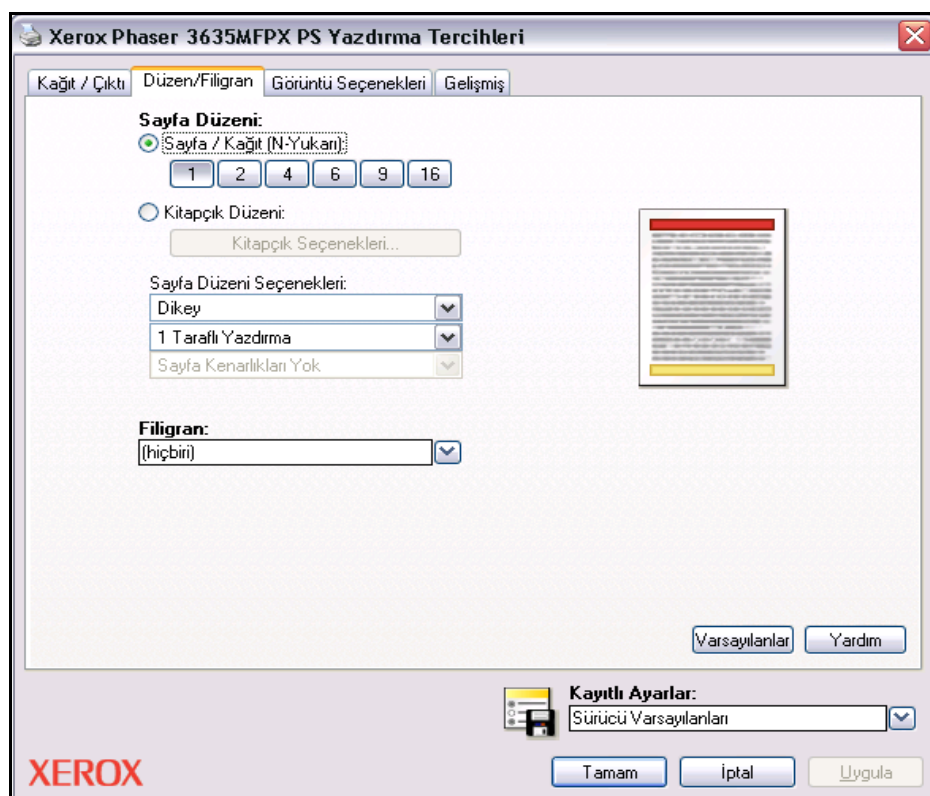 Xerox Phaser 3635MFPX PS Yazdırma Tercihleri
Kağıt / Çıktı Düzen/Filigran Görüntü Seçenekleri Gelişmiş
Sayfa Düzeni:
Sayfa / Kağıt (N-Yukarı):
1 2 4 6 9 16
Kitapçık Düzeni:
Kitapçık Seçenekleri...
Sayfa Düzeni Seçenekleri:
Dikey
1 Taraflı Yazdırma
Sayfa Kenarlıkları Yok
Filigran:
(hiçbiri)
Varsayılanlar Yardım
Kayıtlı Ayarlar:
Sürücü Varsayılanları
XEROX Tamam İptal Uygula